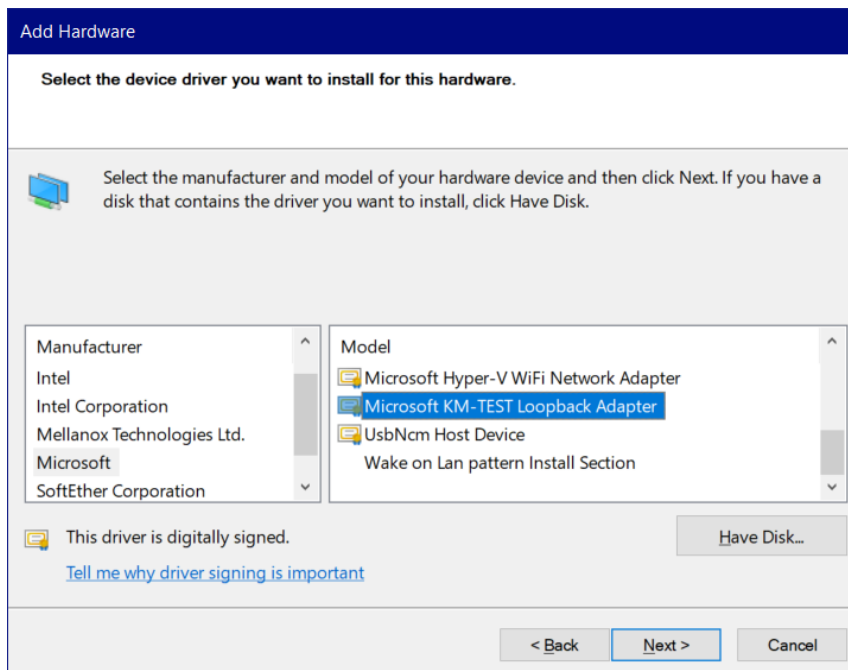 Add Hardware
Select the device driver you want to install for this hardware.
Select the manufacturer and model of your hardware device and then click Next. If you have a
disk that contains the driver you want to install, click Have Disk.
Manufacturer
Intel
Intel Corporation
Mellanox Technologies Ltd.
Microsoft
SoftEther Corporation
Model
Microsoft Hyper-V WiFi Network Adapter
Microsoft KM-TEST Loopback Adapter
UsbNcm Host Device
Wake on Lan pattern Install Section
This driver is digitally signed.
Have Disk...
Tell me why driver signing is important
< Back
Next >
Cancel